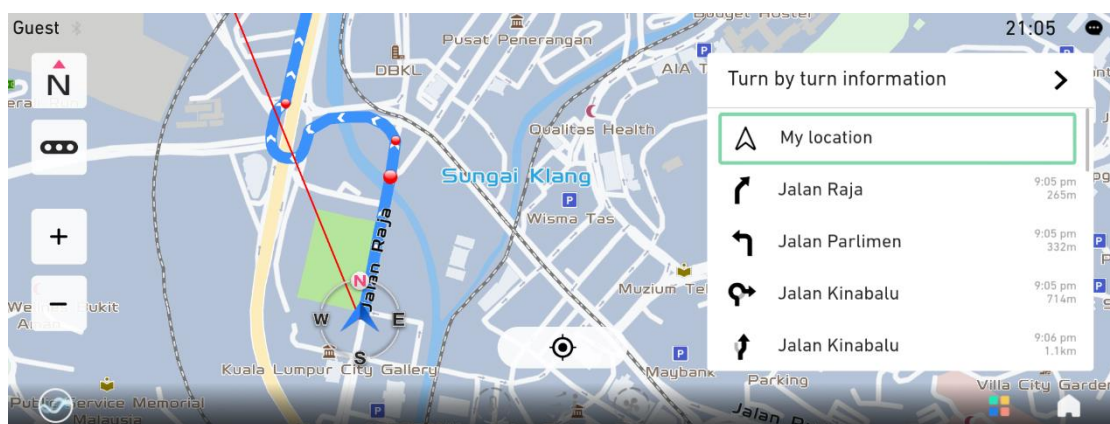 Guest
21:05
Budget Hostel
Pusat Penerangan
DBKL
AIA T
P
N
Turn by turn information
My location
Qualitas Health
Sungai Klang
P
Wisma Tas
Jalan Raja
9:05 pm
265m
Jalan Raja
Jalan Parlimen
9:05 pm
332m
P
+
Muzium Tel
Jalan Kinabalu
9:05 pm
714m
P
N
W
E
S
−
Bukit
Jalan Kinabalu
9:06 pm
1.1km
Kuala Lumpur City Gallery
P
Maybank
Parking
Villa City Garden
Service Memorial
Malaysia
P
Jalan